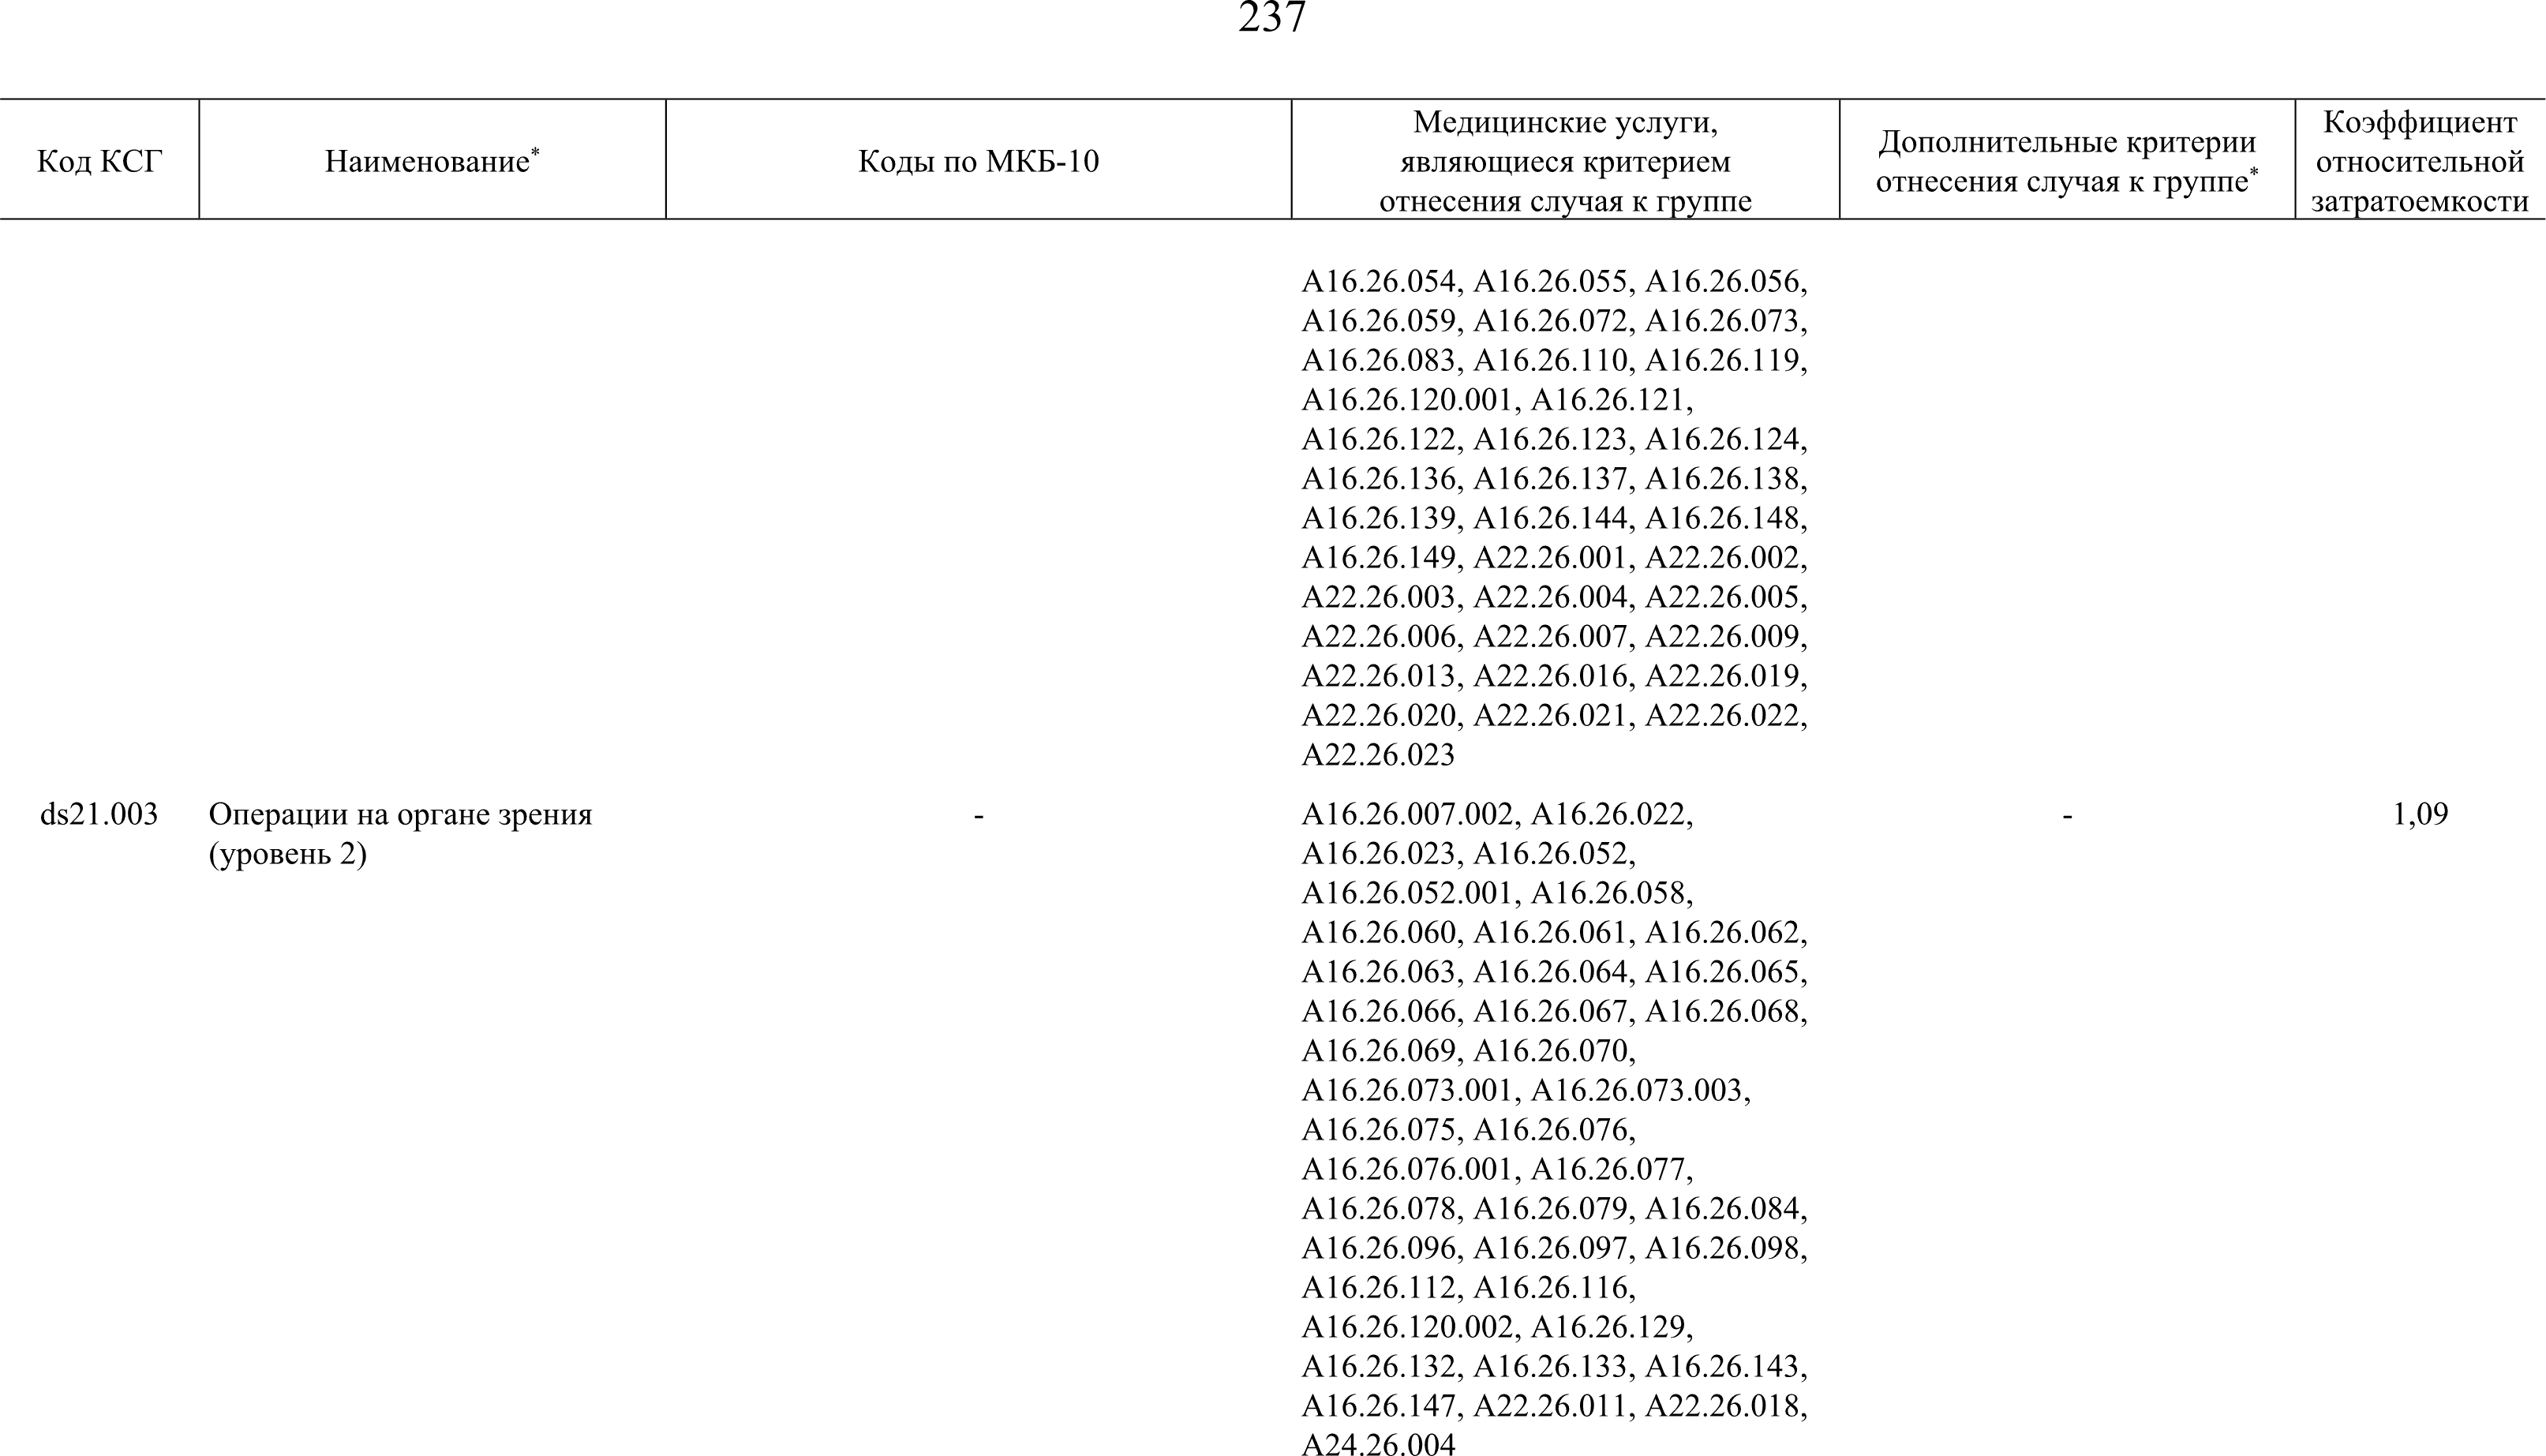 237
Код КСГ
Наименование*
Коды по МКБ-10
Медицинские услуги,
являющиеся критерием
отнесения случая к группе
Дополнительные критерии
отнесения случая к группе*
Коэффициент
относительной
затратоемкости
A16.26.054, A16.26.055, A16.26.056,
A16.26.059, A16.26.072, A16.26.073,
A16.26.083, A16.26.110, A16.26.119,
A16.26.120.001, A16.26.121,
A16.26.122, A16.26.123, A16.26.124,
A16.26.136, A16.26.137, A16.26.138,
A16.26.139, A16.26.144, A16.26.148,
A16.26.149, A22.26.001, A22.26.002,
A22.26.003, A22.26.004, A22.26.005,
A22.26.006, A22.26.007, A22.26.009,
A22.26.013, A22.26.016, A22.26.019,
A22.26.020, A22.26.021, A22.26.022,
A22.26.023
ds21.003 Операции на органе зрения - A16.26.007.002, A16.26.022, - 1,09
(уровень 2) A16.26.023, A16.26.052,
A16.26.052.001, A16.26.058,
A16.26.060, A16.26.061, A16.26.062,
A16.26.063, A16.26.064, A16.26.065,
A16.26.066, A16.26.067, A16.26.068,
A16.26.069, A16.26.070,
A16.26.073.001, A16.26.073.003,
A16.26.075, A16.26.076,
A16.26.076.001, A16.26.077,
A16.26.078, A16.26.079, A16.26.084,
A16.26.096, A16.26.097, A16.26.098,
A16.26.112, A16.26.116,
A16.26.120.002, A16.26.129,
A16.26.132, A16.26.133, A16.26.143,
A16.26.147, A22.26.011, A22.26.018,
A24.26.004